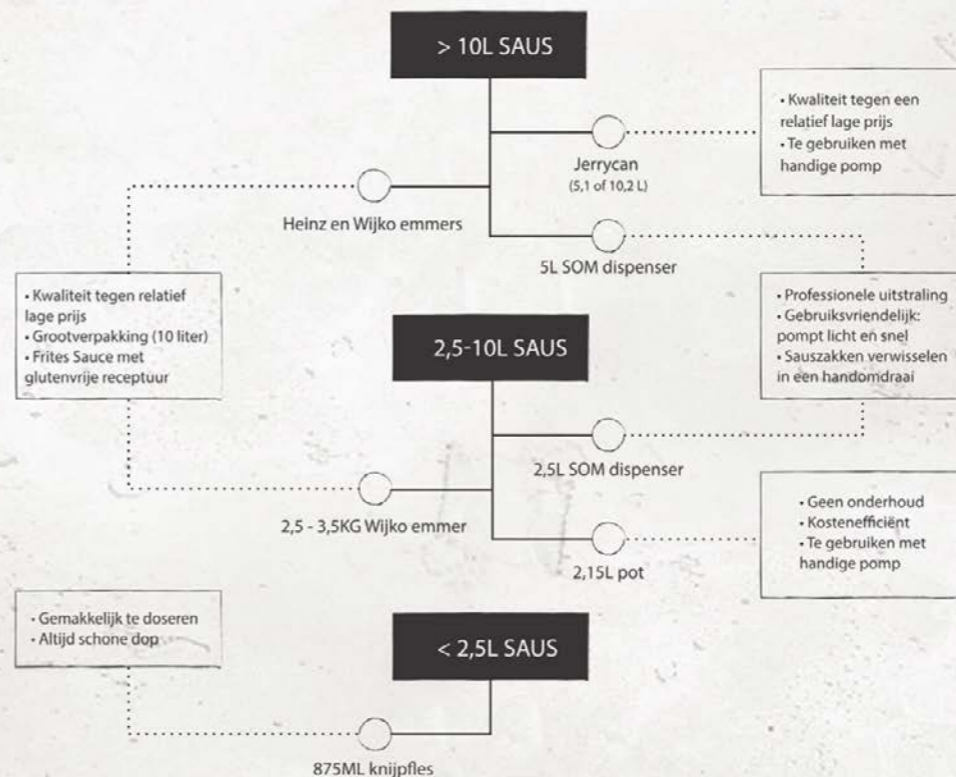 > 10L SAUS
• Kwaliteit tegen een
relatief lage prijs
• Te gebruiken met
handige pomp
Jerrycan
(5,1 of 10,2 L)
Heinz en Wijko emmers
5L SOM dispenser
• Kwaliteit tegen relatief
lage prijs
• Grootverpakking (10 liter)
• Frites Sauce met
glutenvrije receptuur
• Professionele uitstraling
• Gebruiksvriendelijk:
pompt licht en snel
• Sauszakken verwisselen
in een handomdraai
2,5-10L SAUS
2,5L SOM dispenser
2,5 - 3,5KG Wijko emmer
2,15L pot
• Geen onderhoud
• Kostenefficiënt
• Te gebruiken met
handige pomp
• Gemakkelijk te doseren
• Altijd schone dop
< 2,5L SAUS
875ML knijpfles